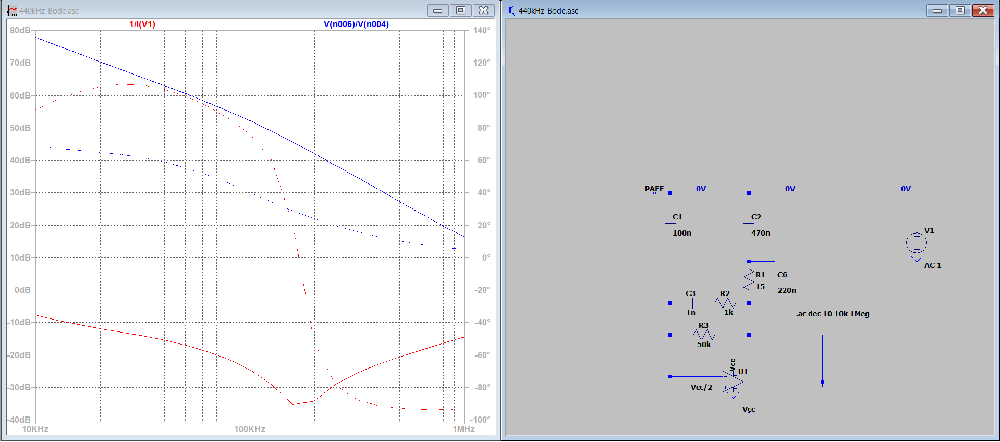 440kHz-Bode.asc
1/I(V1)
V(n006)/V(n004)
80dB
70dB
60dB
50dB
40dB
30dB
20dB
10dB
0dB
-10dB
-20dB
-30dB
-40dB
140°
120°
100°
80°
60°
40°
20°
0°
-20°
-40°
-60°
-80°
-100°
10KHz
100KHz
1MHz
440kHz-Bode.asc
PAEF
0V
0V
0V
C1
100n
C2
470n
V1
AC 1
R1
15
C6
220n
C3
1n
R2
1k
.ac dec 10 10k 1Meg
R3
50k
Vcc
U1
Vcc/2
Vcc